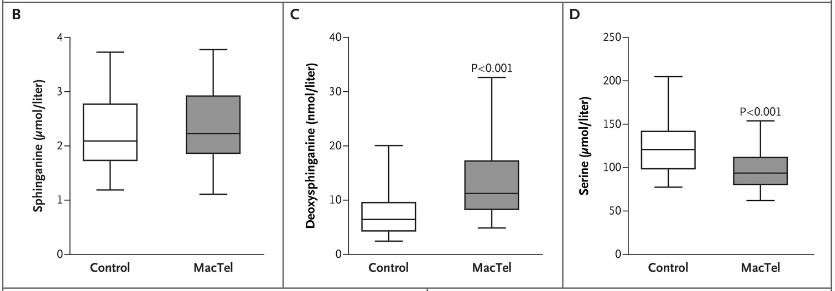 B
Sphinganine (µmol/liter)
4
3
2
1
0
Control
MacTel
C
Deoxysphinganine (nmol/liter)
40
30
20
10
0
P<0.001
Control
MacTel
D
Serine (µmol/liter)
250
200
150
100
50
0
P<0.001
Control
MacTel